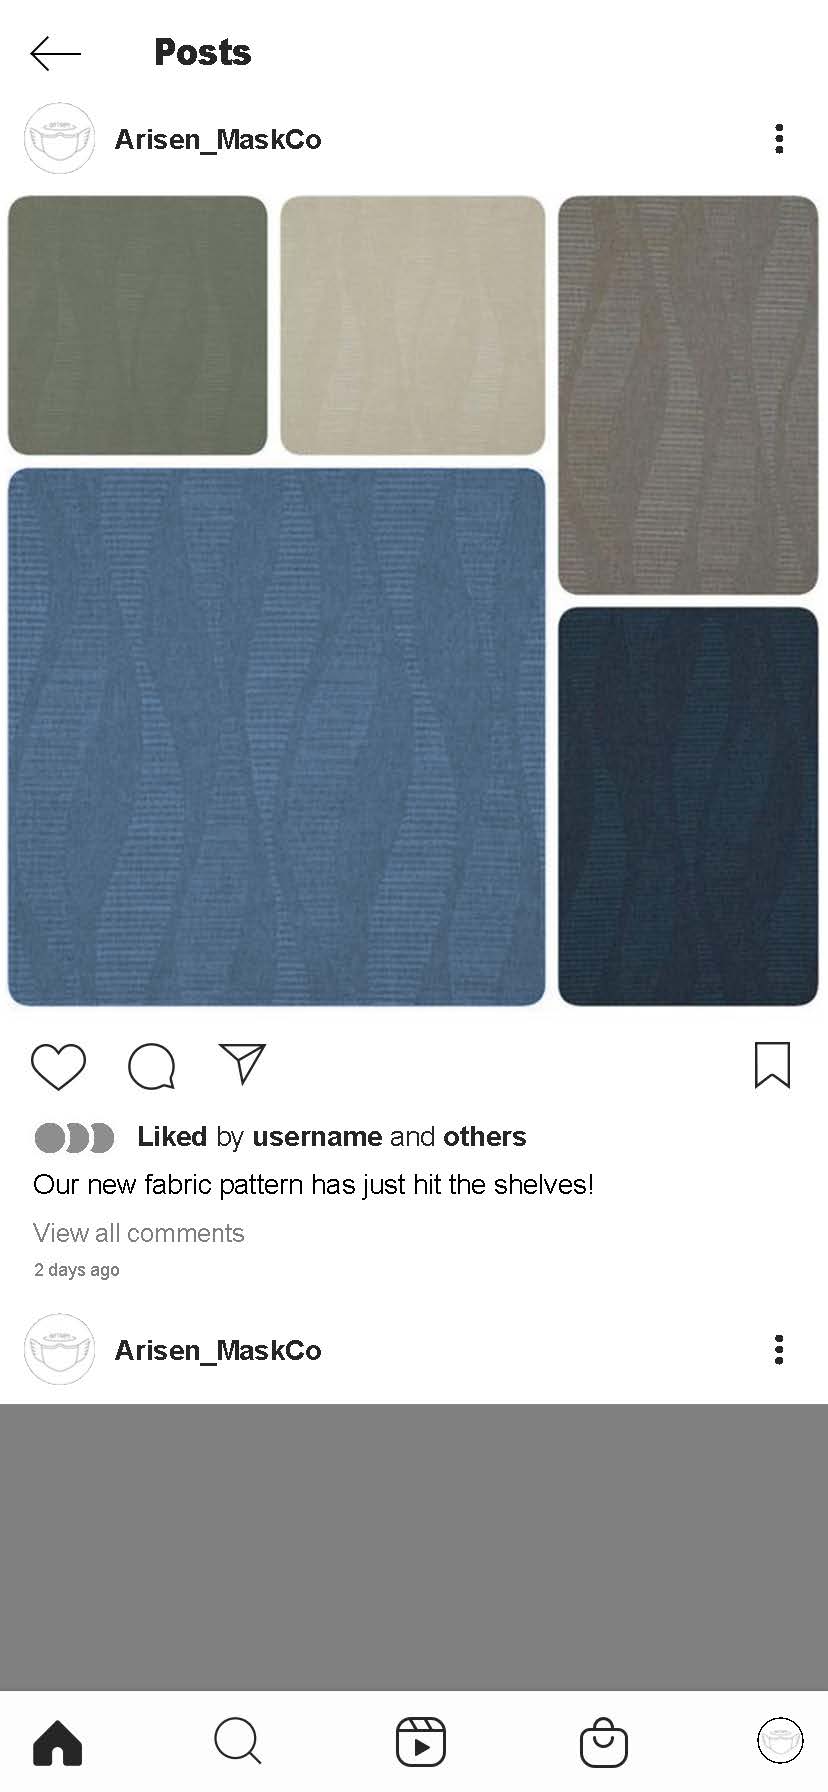 Posts
Arisen_MaskCo
Liked by username and others
Our new fabric pattern has just hit the shelves!
View all comments
2 days ago
Arisen_MaskCo